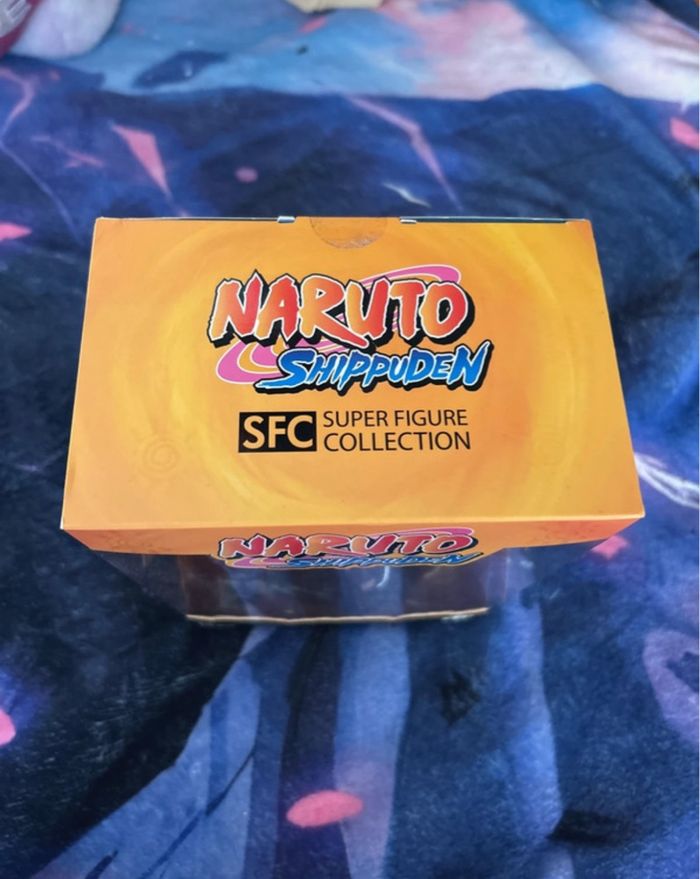 NARUTO
SHIPPUDEN
SFC SUPER FIGURE
COLLECTION
NARUTO
SHIPPUDEN